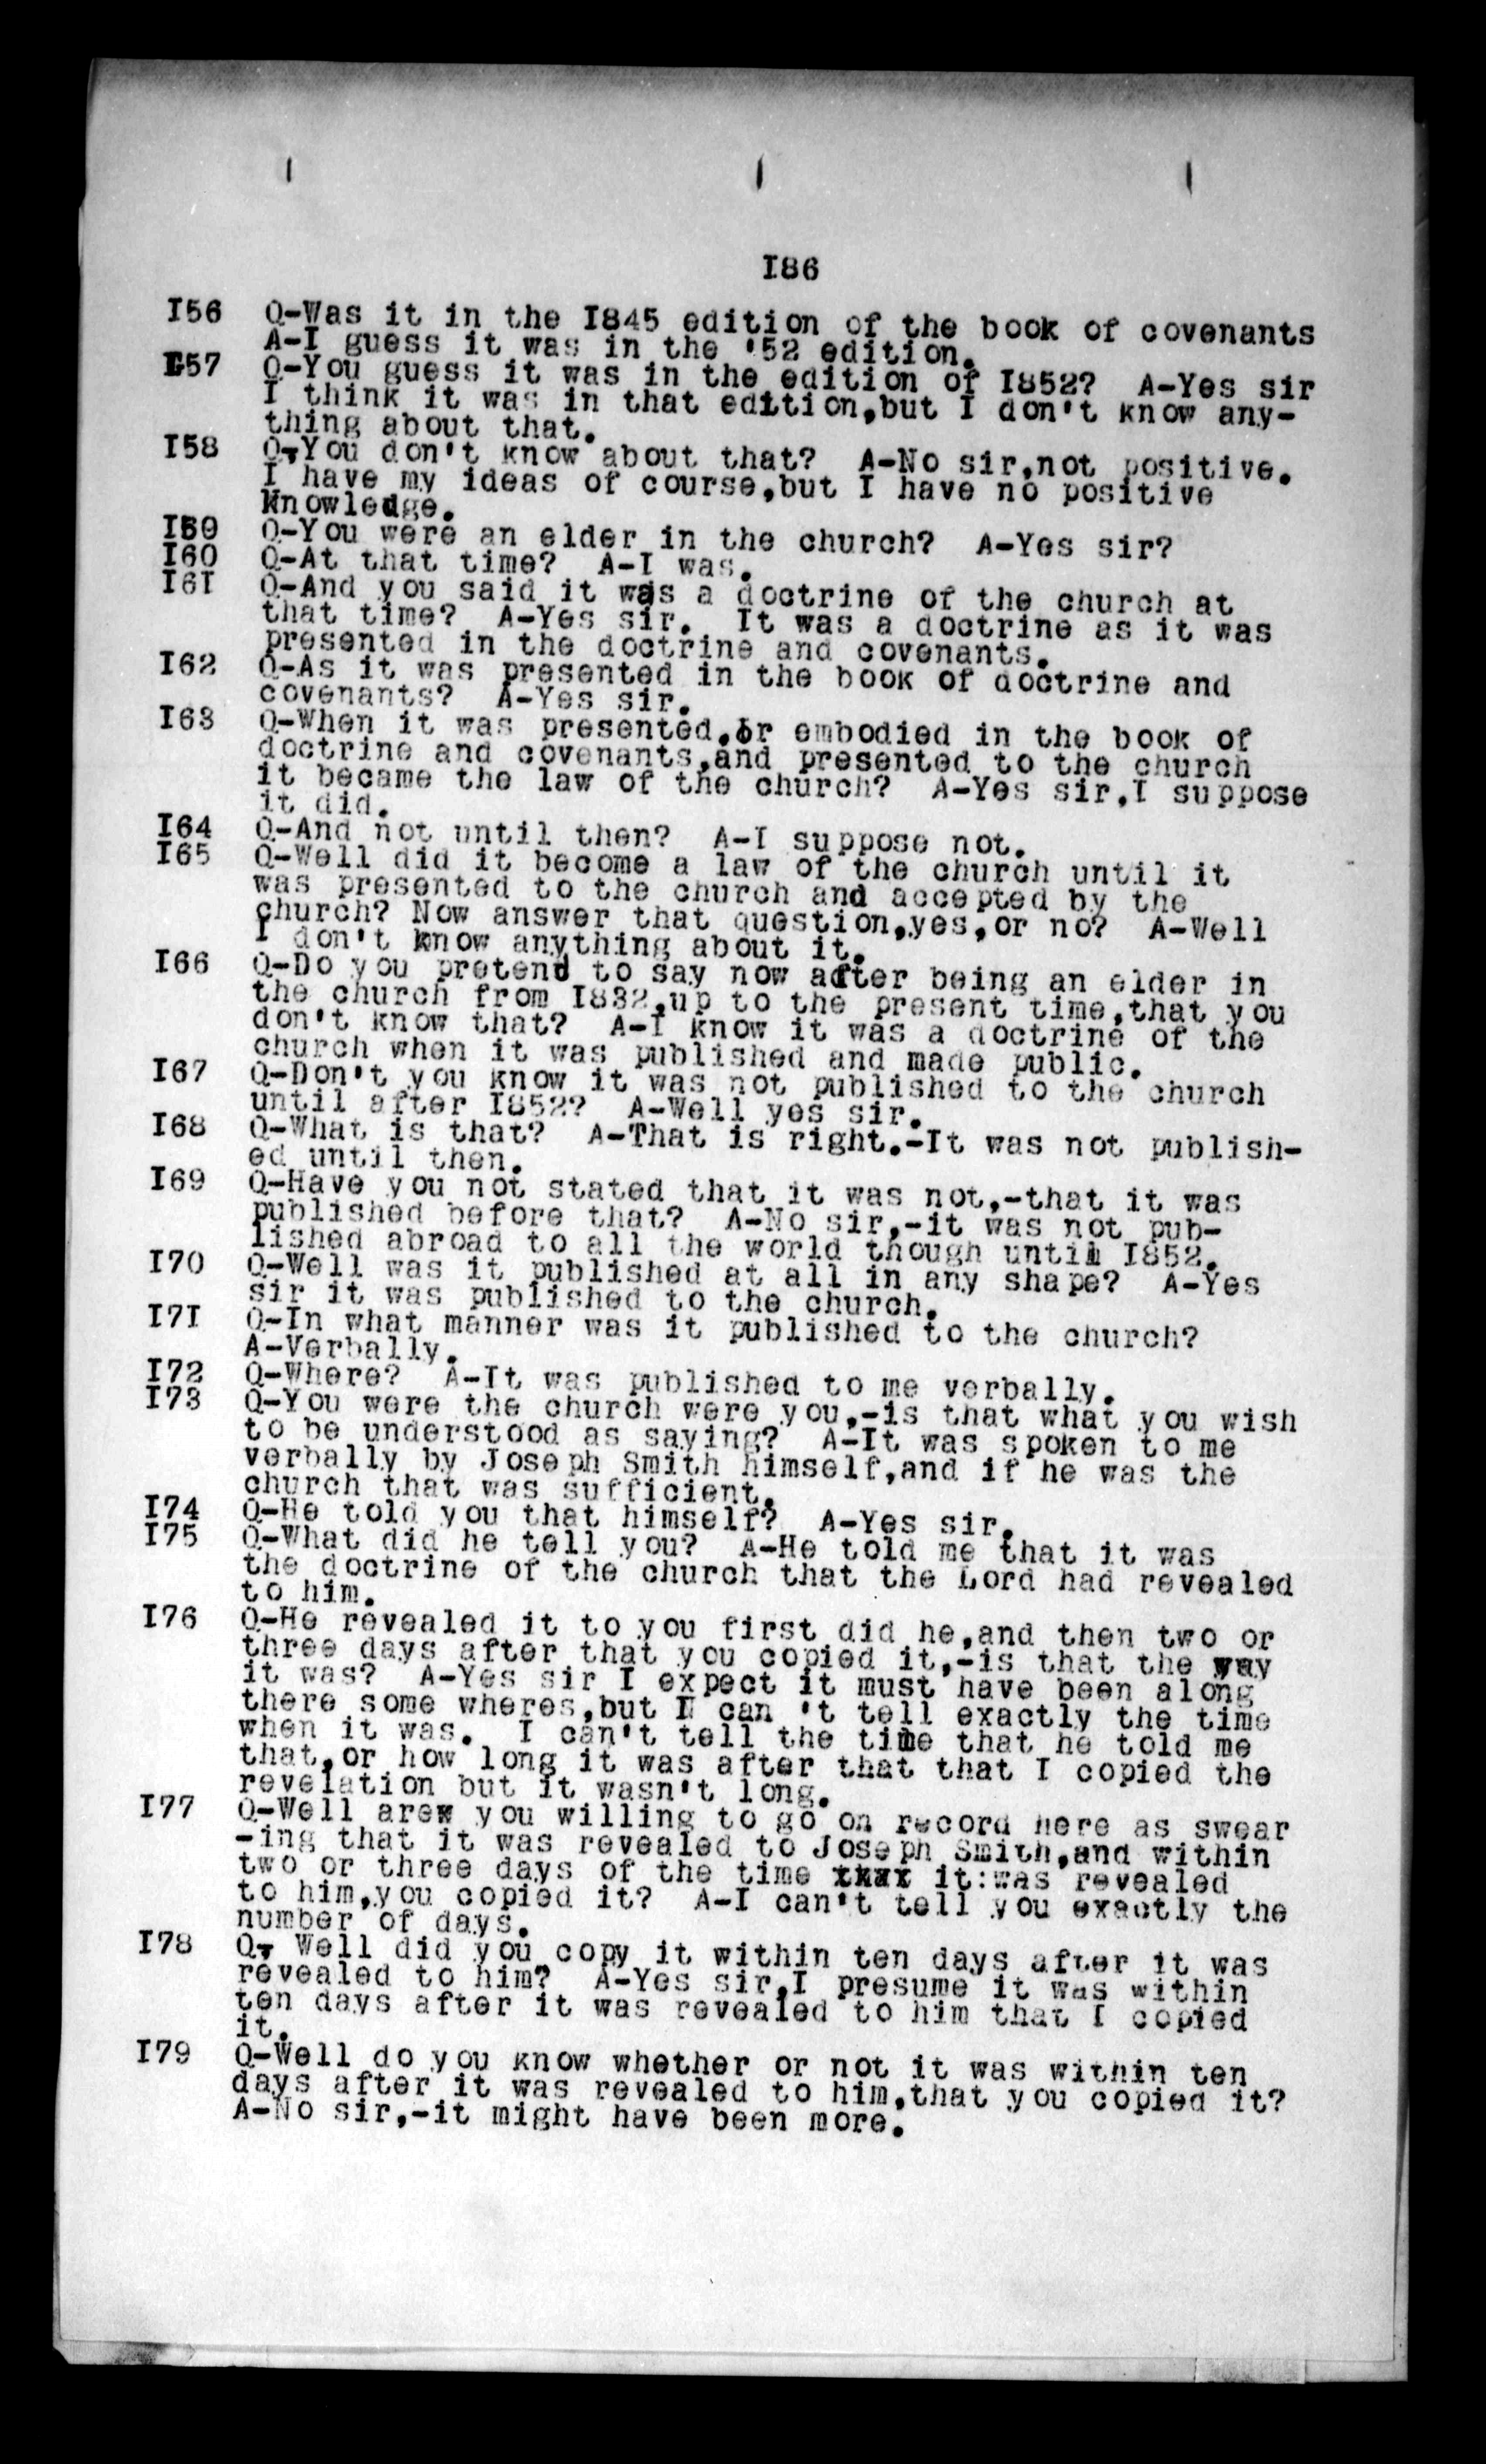 I86
I56 Q-Was it in the I845 edition of the book of covenants
A-I guess it was in the '52 edition.
I57 Q-You guess it was in the edition of I852? A-Yes sir
I think it was in that edition,but I don't know any-
thing about that.
I58 Q-You don't know about that? A-No sir,not positive.
I have my ideas of course,but I have no positive
knowledge.
I59 Q-You were an elder in the church? A-Yes sir?
I60 Q-At that time? A-I was.
I6I Q-And you said it was a doctrine of the church at
that time? A-Yes sir. It was a doctrine as it was
presented in the doctrine and covenants.
I62 Q-As it was presented in the book of doctrine and
covenants? A-Yes sir.
I63 Q-When it was presented,or embodied in the book of
doctrine and covenants,and presented to the church
it became the law of the church? A-Yes sir,I suppose
it did.
I64 Q-And not until then? A-I suppose not.
I65 Q-Well did it become a law of the church until it
was presented to the church and accepted by the
church? Now answer that question,yes,or no? A-Well
I don't know anything about it.
I66 Q-Do you pretend to say now after being an elder in
the church from I832,up to the present time,that you
don't know that? A-I know it was a doctrine of the
church when it was published and made public.
I67 Q-Don't you know it was not published to the church
until after I852? A-Well yes sir.
I68 Q-What is that? A-That is right.-It was not publish-
ed until then.
I69 Q-Have you not stated that it was not,-that it was
published before that? A-No sir,-it was not pub-
lished abroad to all the world though until I852.
I70 Q-Well was it published at all in any shape? A-Yes
sir it was published to the church.
I7I Q-In what manner was it published to the church?
A-Verbally.
I72 Q-Where? A-It was published to me verbally.
I73 Q-You were the church were you,-is that what you wish
to be understood as saying? A-It was spoken to me
verbally by Joseph Smith himself,and if he was the
church that was sufficient.
I74 Q-He told you that himself? A-Yes sir.
I75 Q-What did he tell you? A-He told me that it was
the doctrine of the church that the Lord had revealed
to him.
I76 Q-He revealed it to you first did he,and then two or
three days after that you copied it,-is that the way
it was? A-Yes sir I expect it must have been along
there some wheres,but I can 't tell exactly the time
when it was. I can't tell the time that he told me
that,or how long it was after that that I copied the
revelation but it wasn't long.
I77 Q-Well are you willing to go on record here as swear
-ing that it was revealed to Joseph Smith,and within
two or three days of the time it:was revealed
to him,you copied it? A-I can't tell you exactly the
number of days.
I78 Q- Well did you copy it within ten days after it was
revealed to him? A-Yes sir,I presume it was within
ten days after it was revealed to him that I copied
it.
I79 Q-Well do you know whether or not it was within ten
days after it was revealed to him,that you copied it?
A-No sir,-it might have been more.